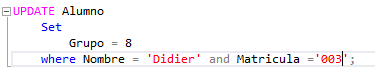 UPDATE Alumno
Set
Grupo = 8
where Nombre = 'Didier' and Matricula ='003';